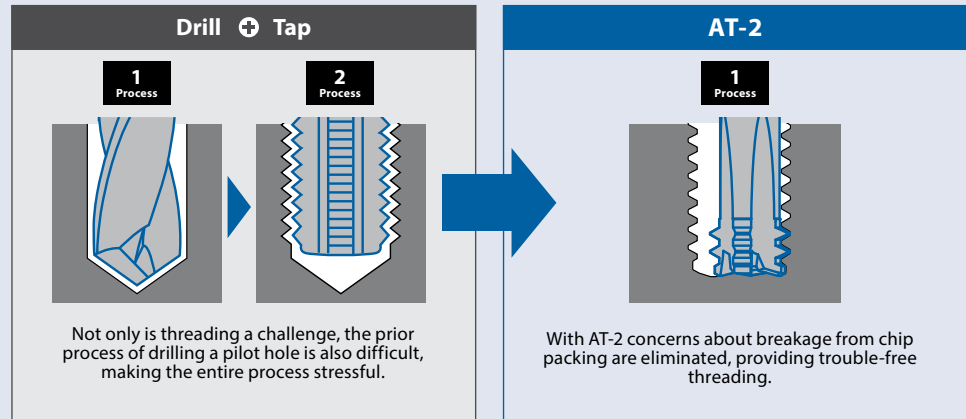 Drill + Tap
1
Process
2
Process
Not only is threading a challenge, the prior
process of drilling a pilot hole is also difficult,
making the entire process stressful.
AT-2
1
Process
With AT-2 concerns about breakage from chip
packing are eliminated, providing trouble-free
threading.